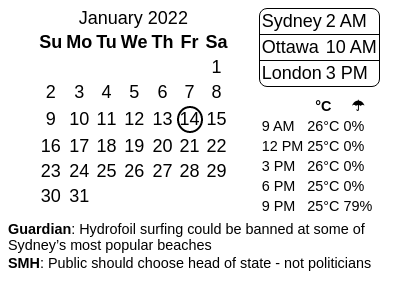 January 2022
Su Mo Tu We Th Fr Sa
1
2 3 4 5 6 7 8
9 10 11 12 13 14 15
16 17 18 19 20 21 22
23 24 25 26 27 28 29
30 31
Sydney 2 AM
Ottawa 10 AM
London 3 PM
°C ☂
9 AM 26°C 0%
12 PM 25°C 0%
3 PM 26°C 0%
6 PM 25°C 0%
9 PM 25°C 79%
Guardian: Hydrofoil surfing could be banned at some of
Sydney’s most popular beaches
SMH: Public should choose head of state - not politicians